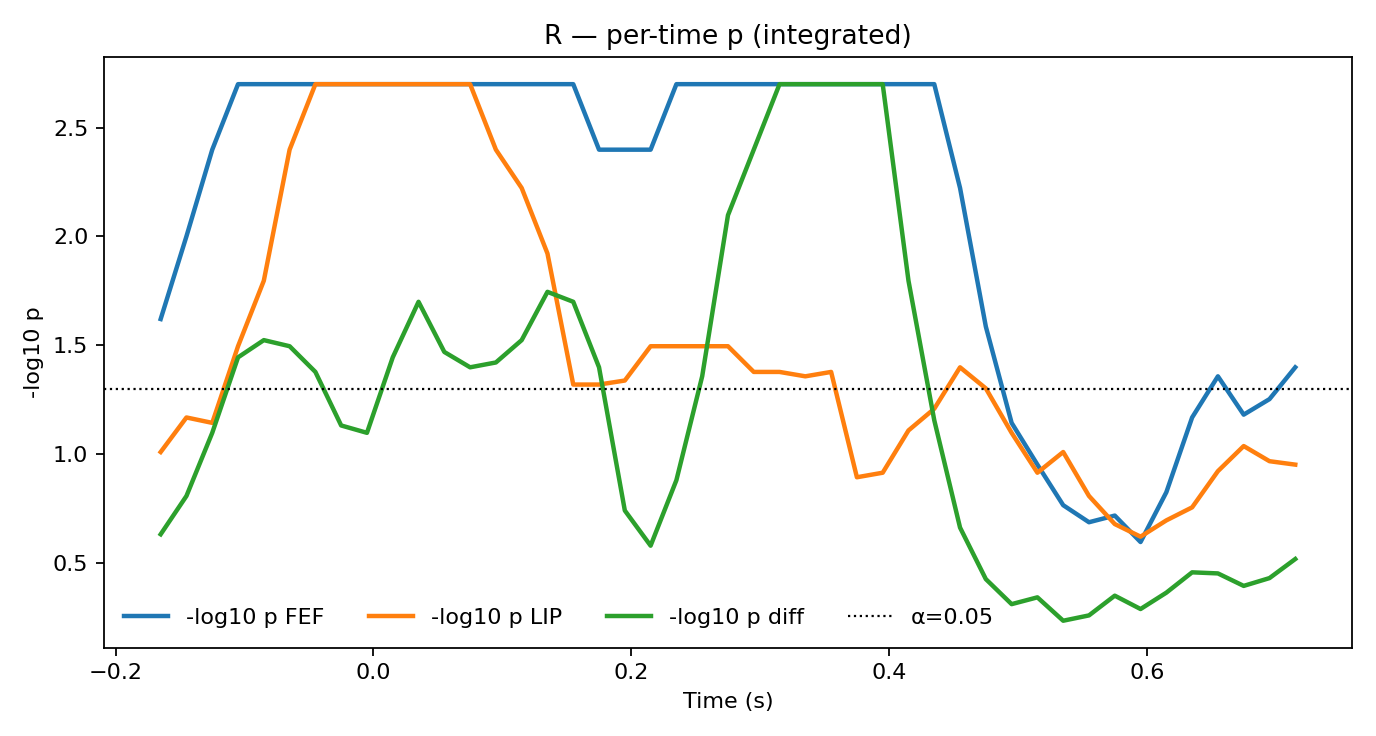 R — per-time p (integrated)
-log10 p
2.5
2.0
1.5
1.0
0.5
-log10 p FEF -log10 p LIP -log10 p diff α=0.05
−0.2 0.0 0.2 0.4 0.6
Time (s)